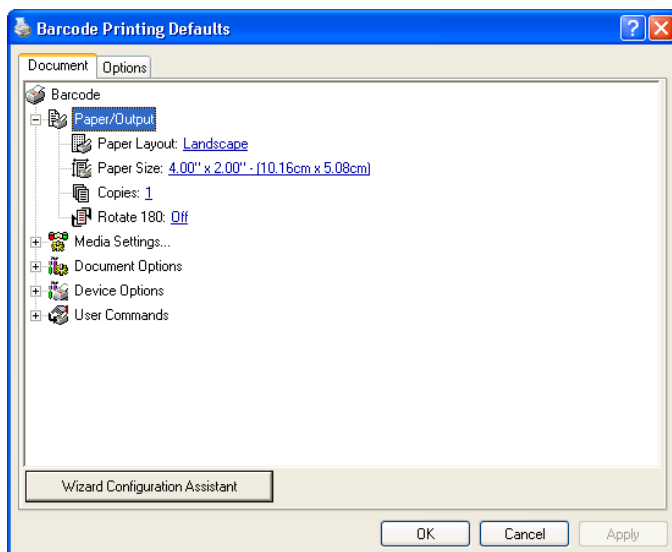 Barcode Printing Defaults
Document Options
Barcode
Paper/Output
Paper Layout: Landscape
Paper Size: 4.00" x 2.00" - (10.16cm x 5.08cm)
Copies: 1
Rotate 180: Off
Media Settings...
Document Options
Device Options
User Commands
Wizard Configuration Assistant
OK Cancel Apply